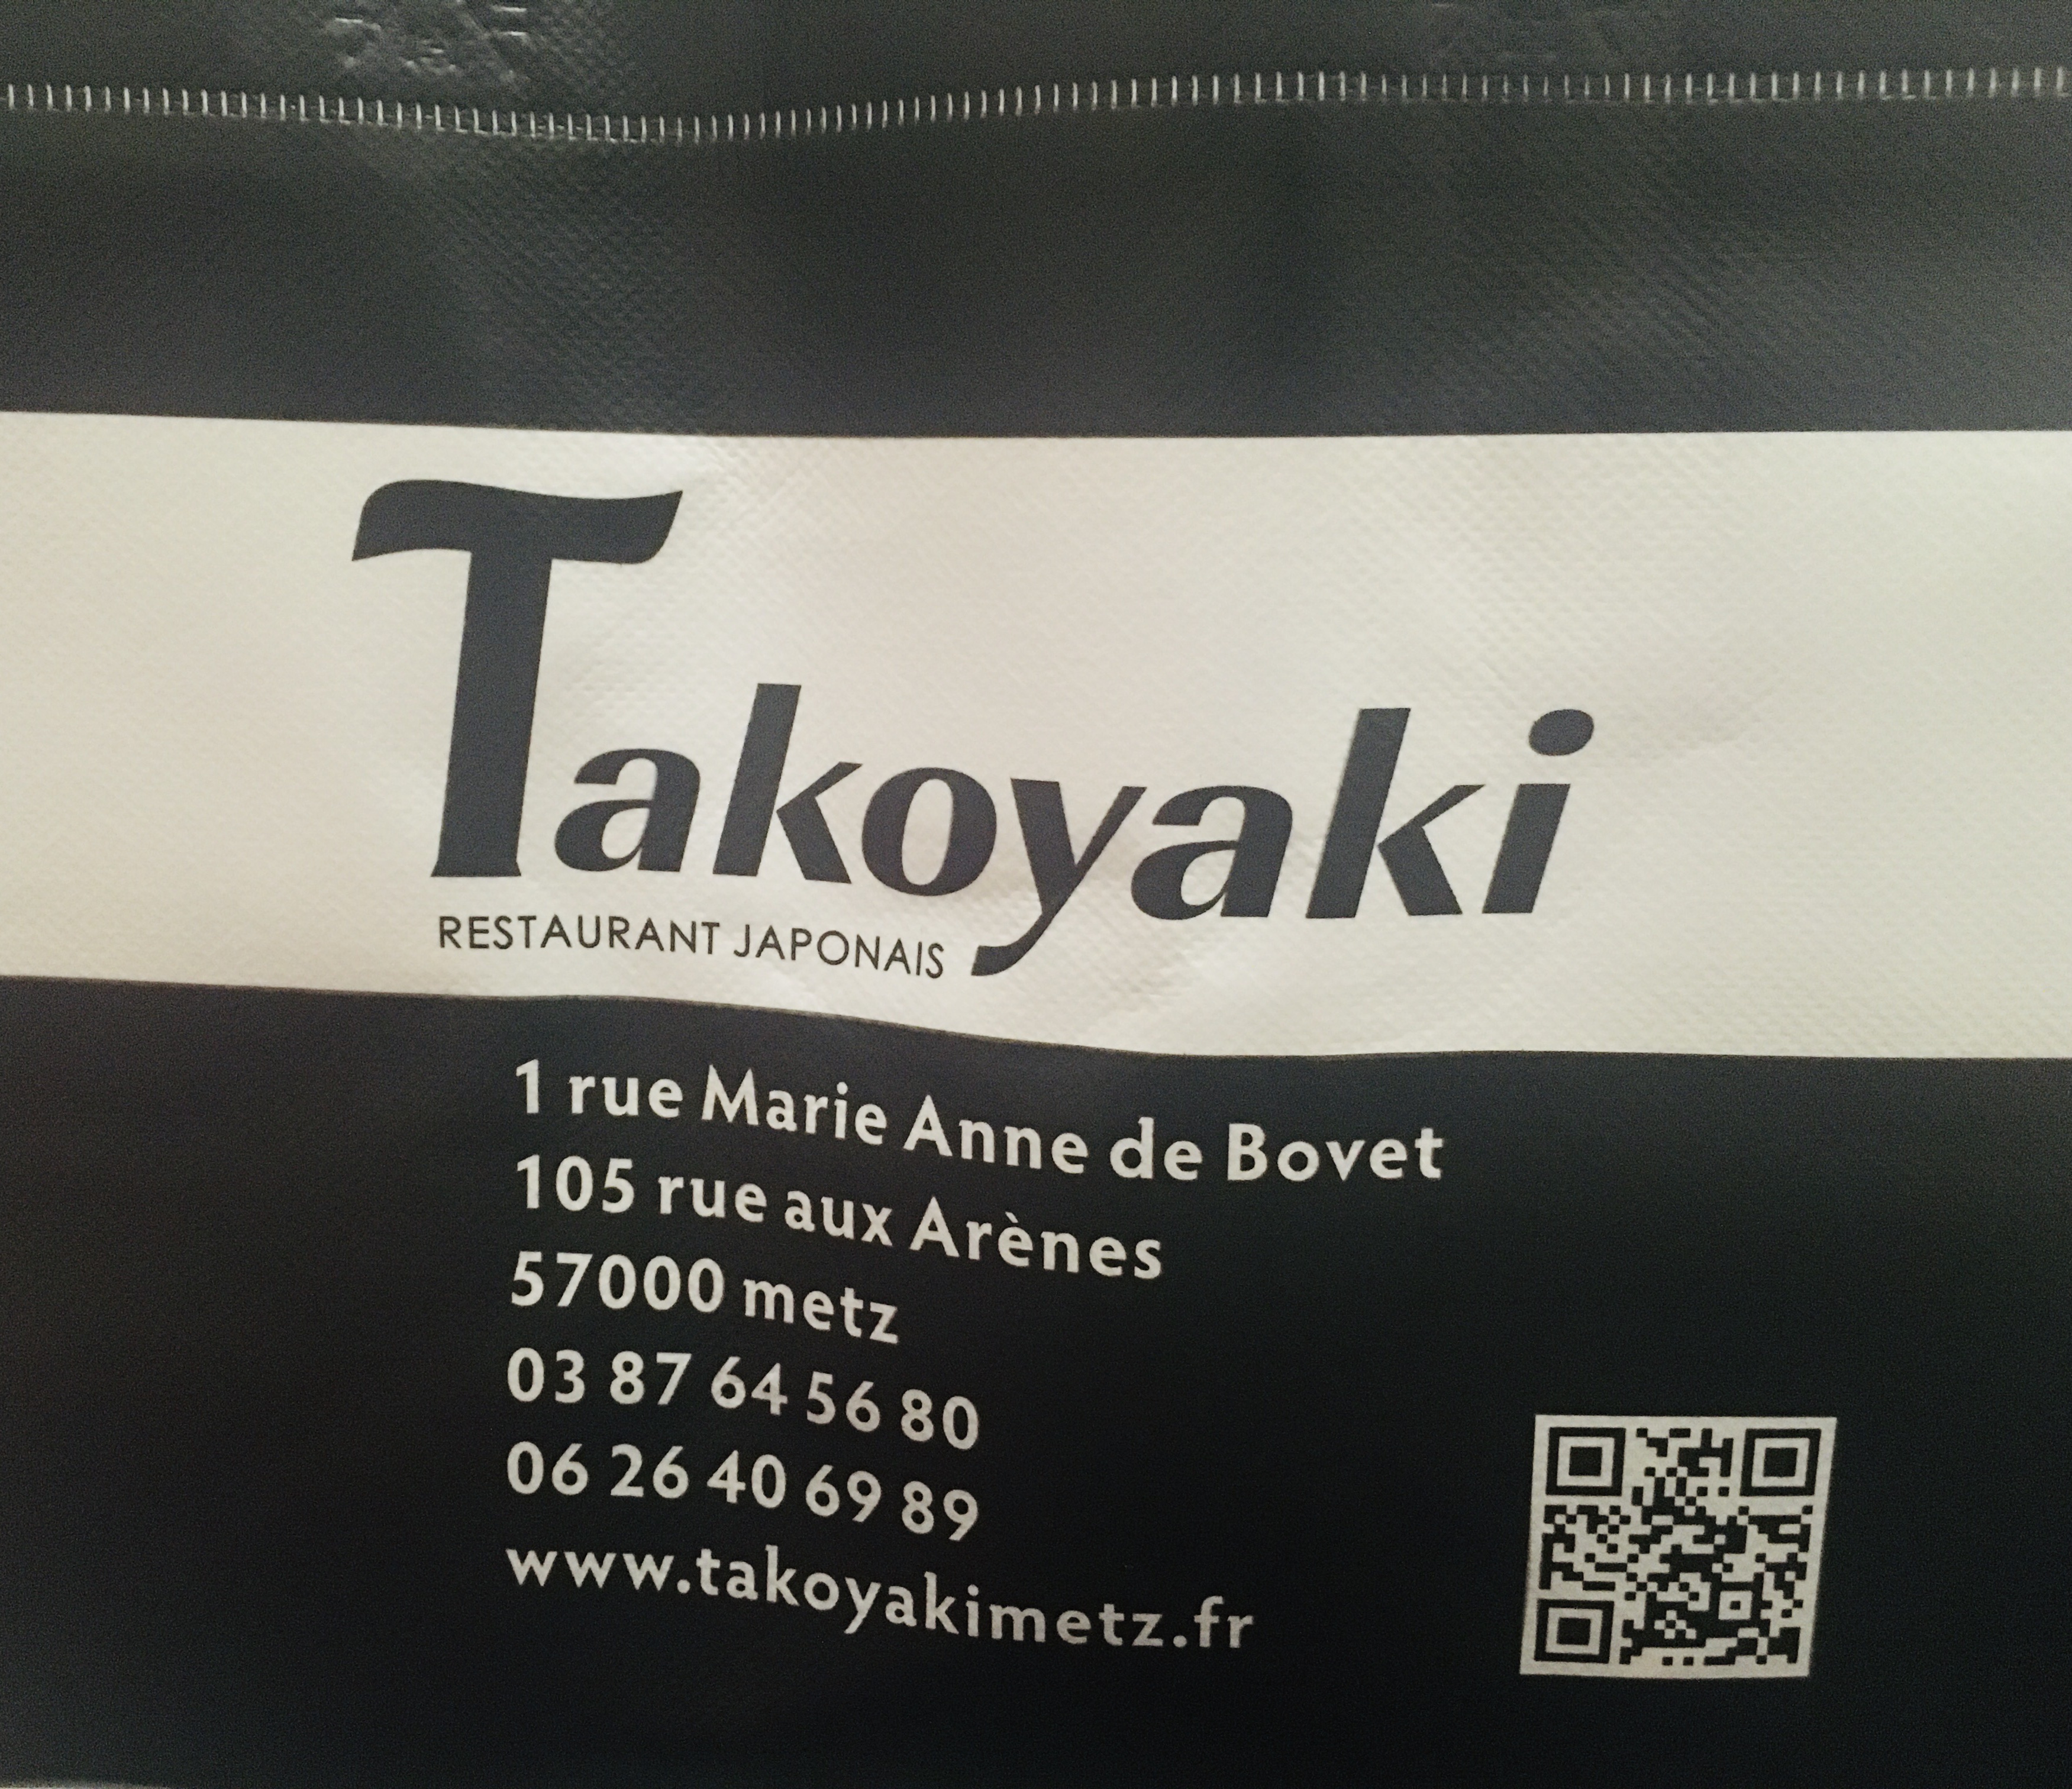 Takoyaki
RESTAURANT JAPONAIS
1 rue Marie Anne de Bovet
105 rue aux Arènes
57000 metz
03 87 64 56 80
06 26 40 69 89
www.takoyakimetz.fr